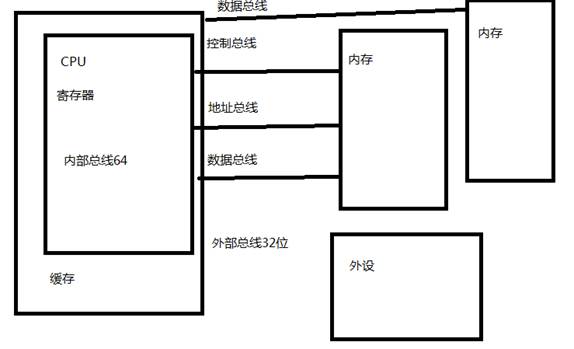 数据总线
控制总线
内存
内存
CPU
寄存器
地址总线
内部总线64
数据总线
外部总线32位
外设
缓存